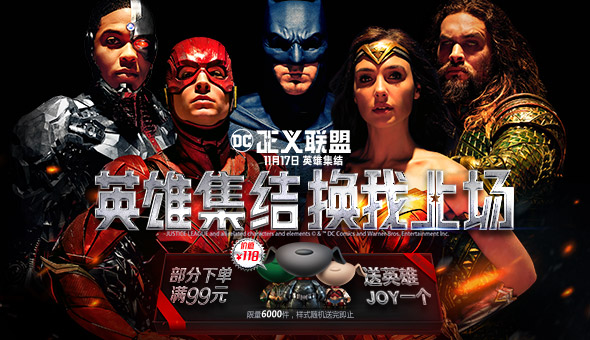 DC 正义联盟
11月17日 英雄集结
英雄集结 换我上场
JUSTICE LEAGUE and all related characters and elements © & ™ DC Comics and Warner Bros. Entertainment Inc.
价值
¥118
部分下单
满99元
送英雄
JOY一个
限量6000件，样式随机送完即止